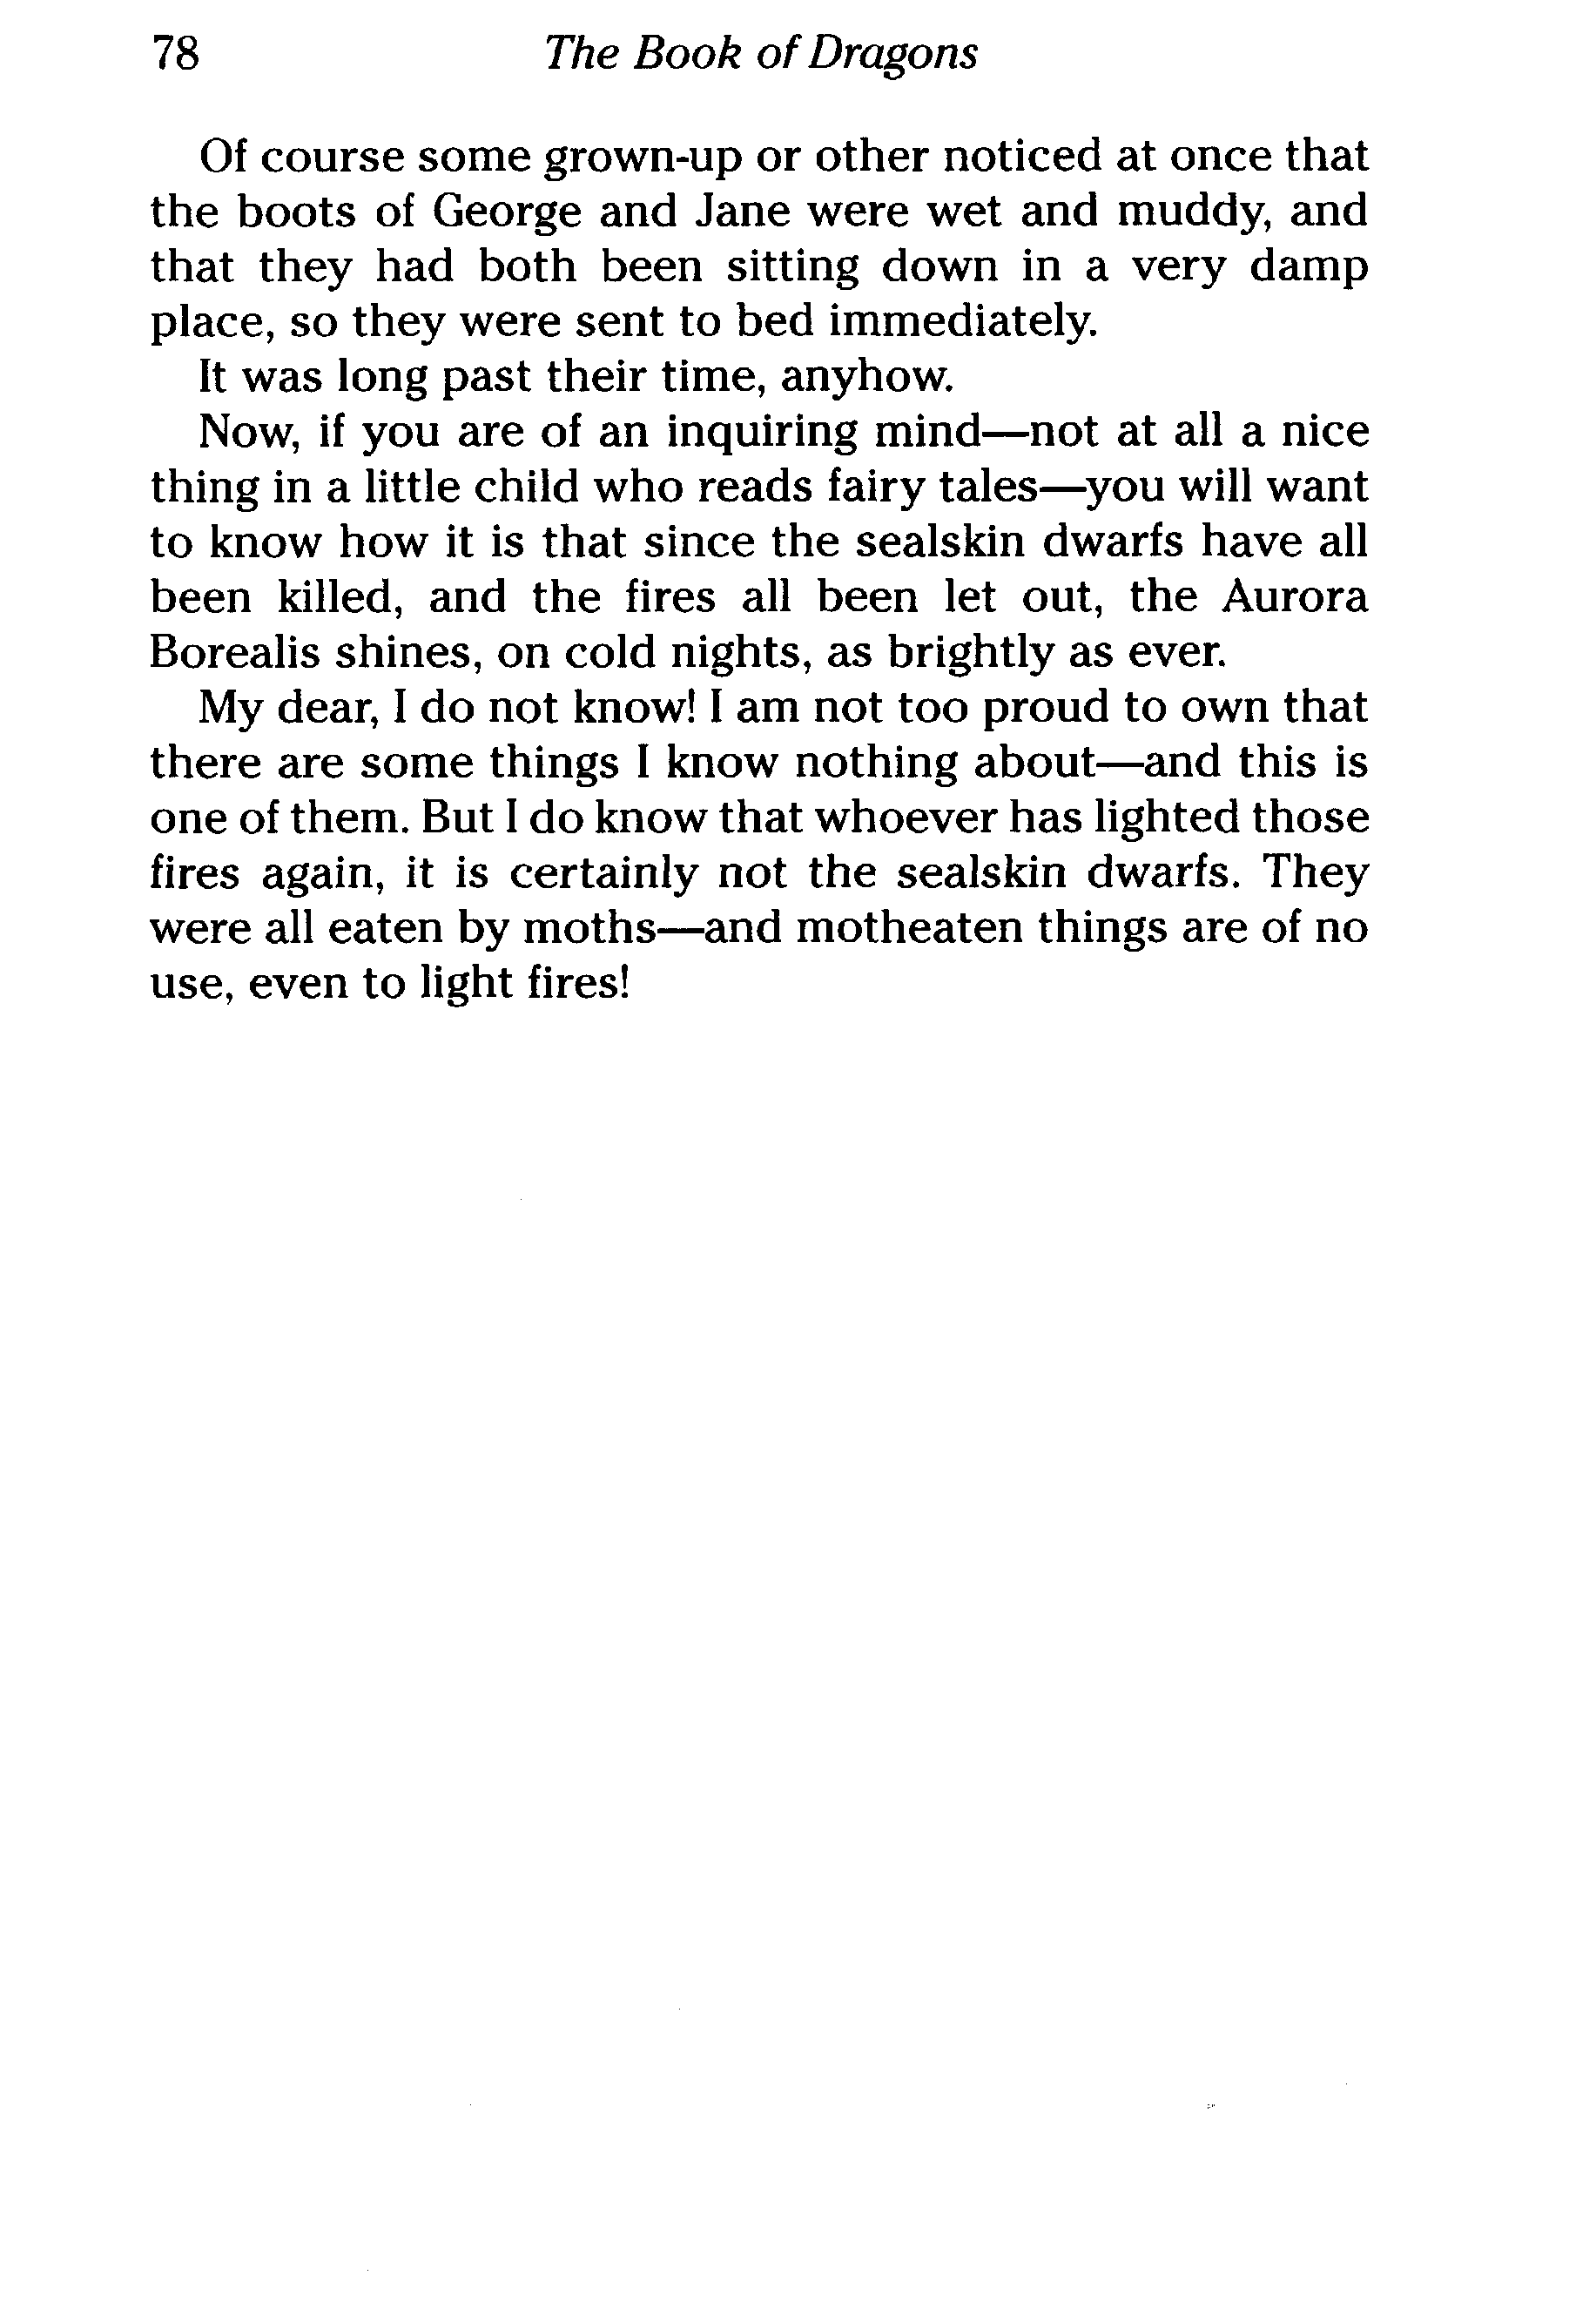 78 The Book of Dragons
Of course some grown-up or other noticed at once that
the boots of George and Jane were wet and muddy, and
that they had both been sitting down in a very damp
place, so they were sent to bed immediately.
It was long past their time, anyhow.
Now, if you are of an inquiring mind—not at all a nice
thing in a little child who reads fairy tales—you will want
to know how it is that since the sealskin dwarfs have all
been killed, and the fires all been let out, the Aurora
Borealis shines, on cold nights, as brightly as ever.
My dear, I do not know! I am not too proud to own that
there are some things I know nothing about—and this is
one of them. But I do know that whoever has lighted those
fires again, it is certainly not the sealskin dwarfs. They
were all eaten by moths—and motheaten things are of no
use, even to light fires!